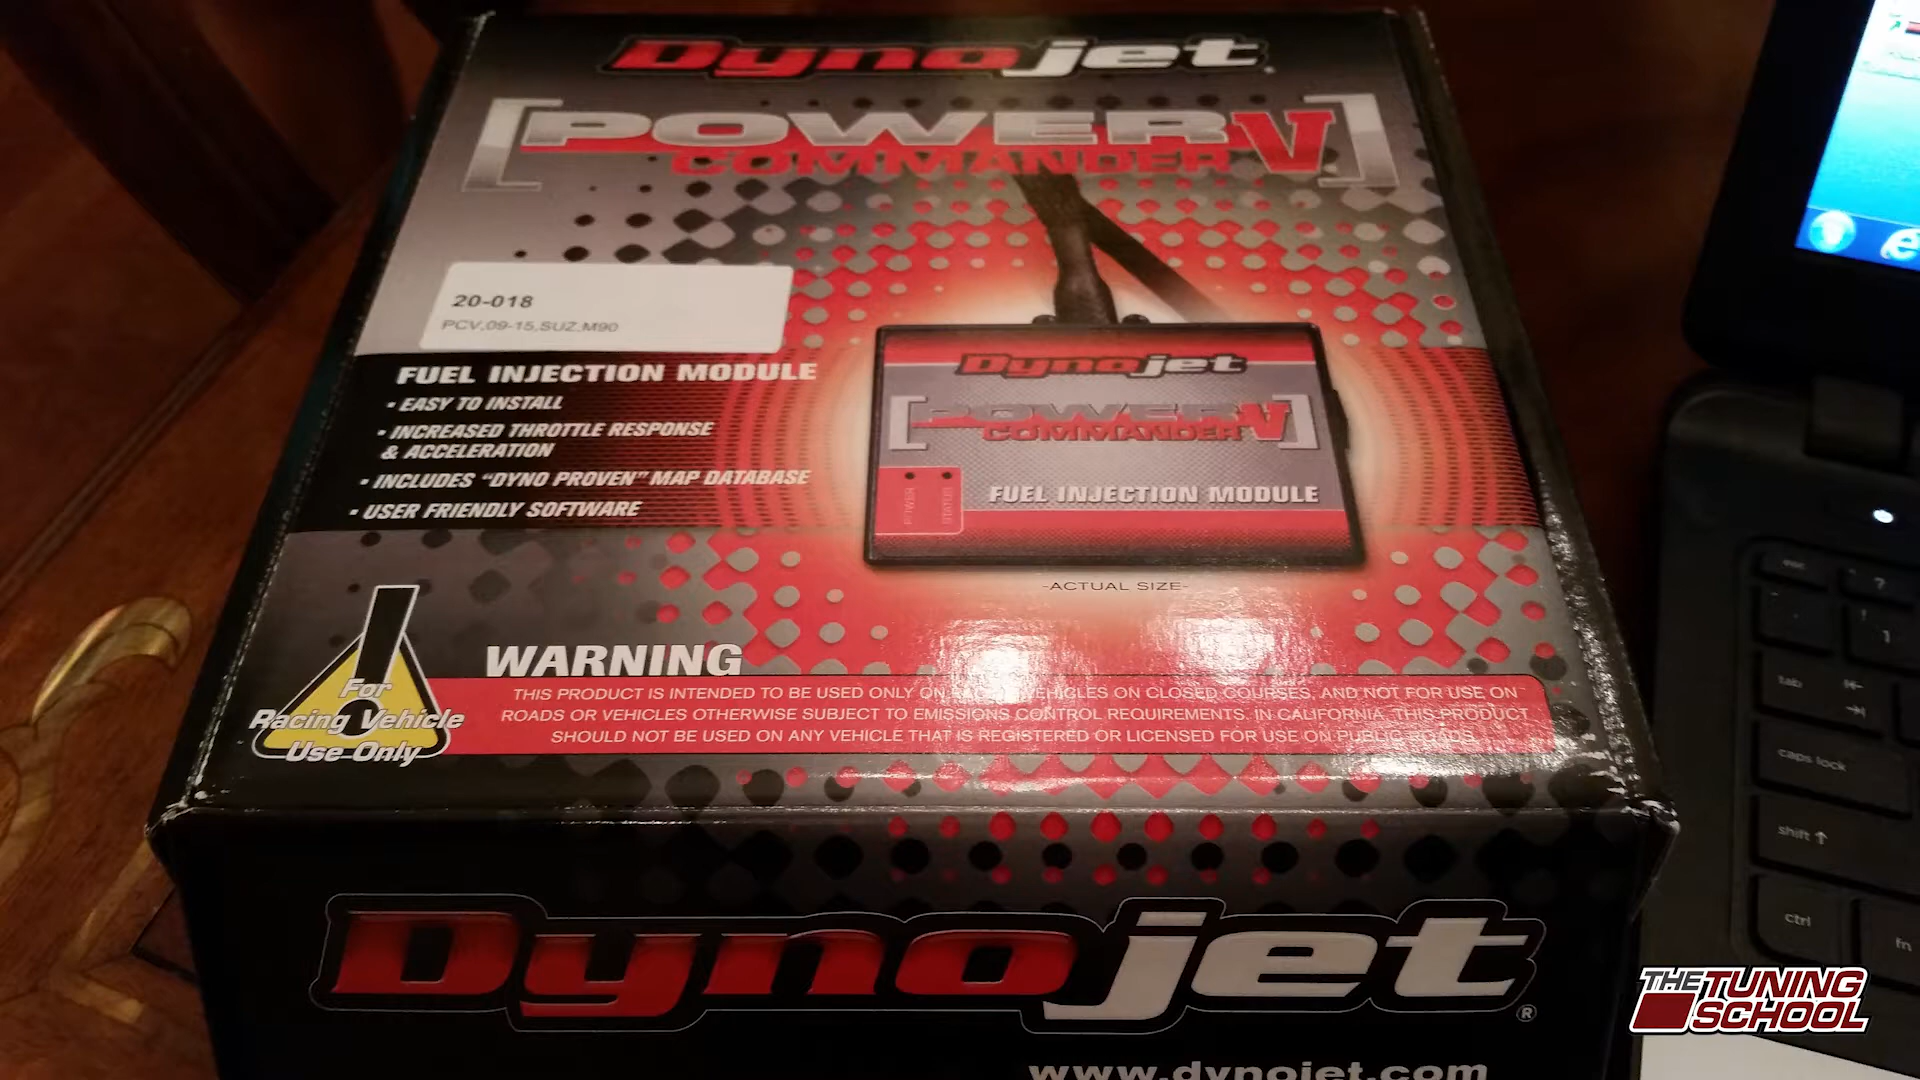 Dynojet
POWER V
COMMANDER
20-018
PCV,09-15,SUZ,M90
FUEL INJECTION MODULE
• EASY TO INSTALL
• INCREASED THROTTLE RESPONSE
& ACCELERATION
• INCLUDES “DYNO PROVEN” MAP DATABASE
• USER FRIENDLY SOFTWARE
Dynojet
POWER V
COMMANDER
FUEL INJECTION MODULE
-ACTUAL SIZE-
For
Racing Vehicle
Use Only
WARNING
THIS PRODUCT IS INTENDED TO BE USED ONLY ON VEHICLES ON CLOSED COURSES, AND NOT FOR USE ON
ROADS OR VEHICLES OTHERWISE SUBJECT TO EMISSIONS CONTROL REQUIREMENTS. IN CALIFORNIA, THIS PRODUCT
SHOULD NOT BE USED ON ANY VEHICLE THAT IS REGISTERED OR LICENSED FOR USE ON PUBLIC ROADS.
Dynojet®
www.dynojet.com
esc
?
!
1
tab
caps lock
shift
ctrl
fn
THE TUNING
SCHOOL